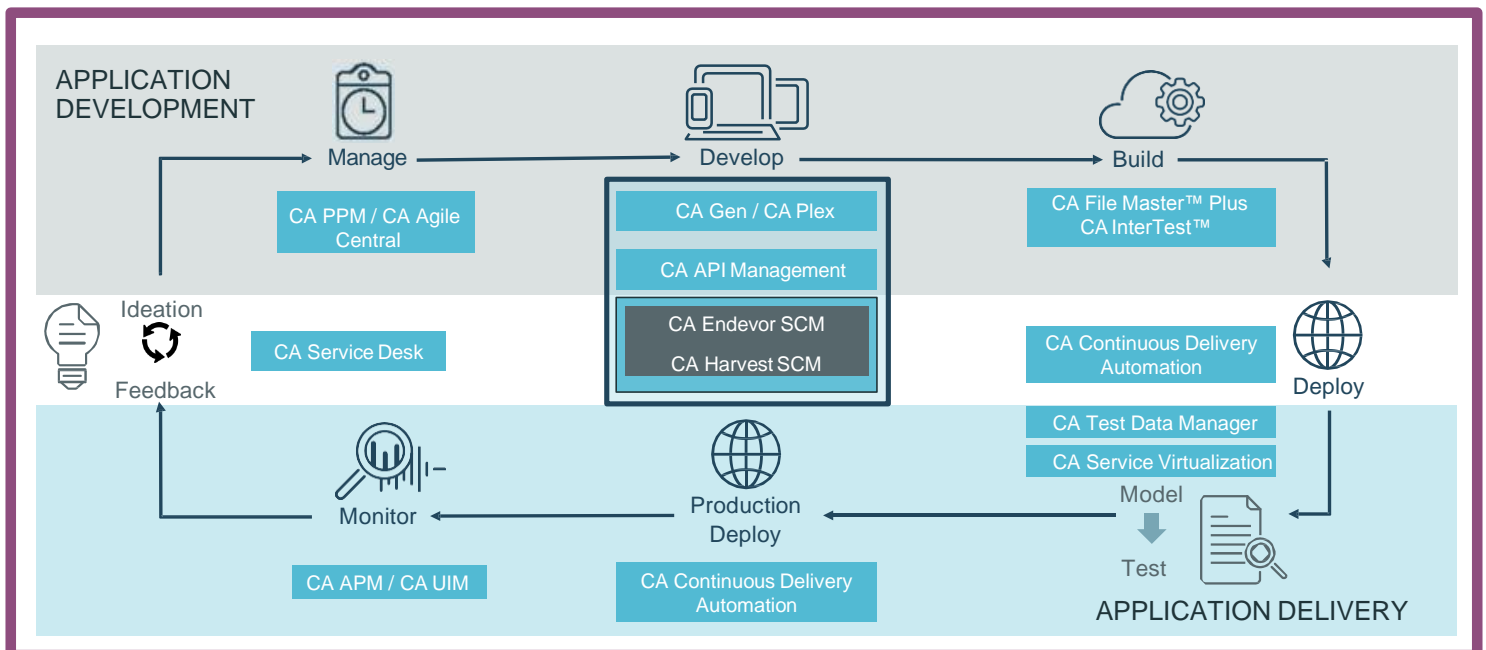 APPLICATION
DEVELOPMENT
Manage
Develop
Build
CA PPM / CA Agile
Central
CA Gen / CA Plex
CA File Master™ Plus
CA InterTest™
CA API Management
Ideation
Feedback
CA Service Desk
CA Endevor SCM
CA Harvest SCM
CA Continuous Delivery
Automation
Deploy
CA Test Data Manager
CA Service Virtualization
Model
Test
Production
Deploy
Monitor
CA APM / CA UIM
CA Continuous Delivery
Automation
APPLICATION DELIVERY